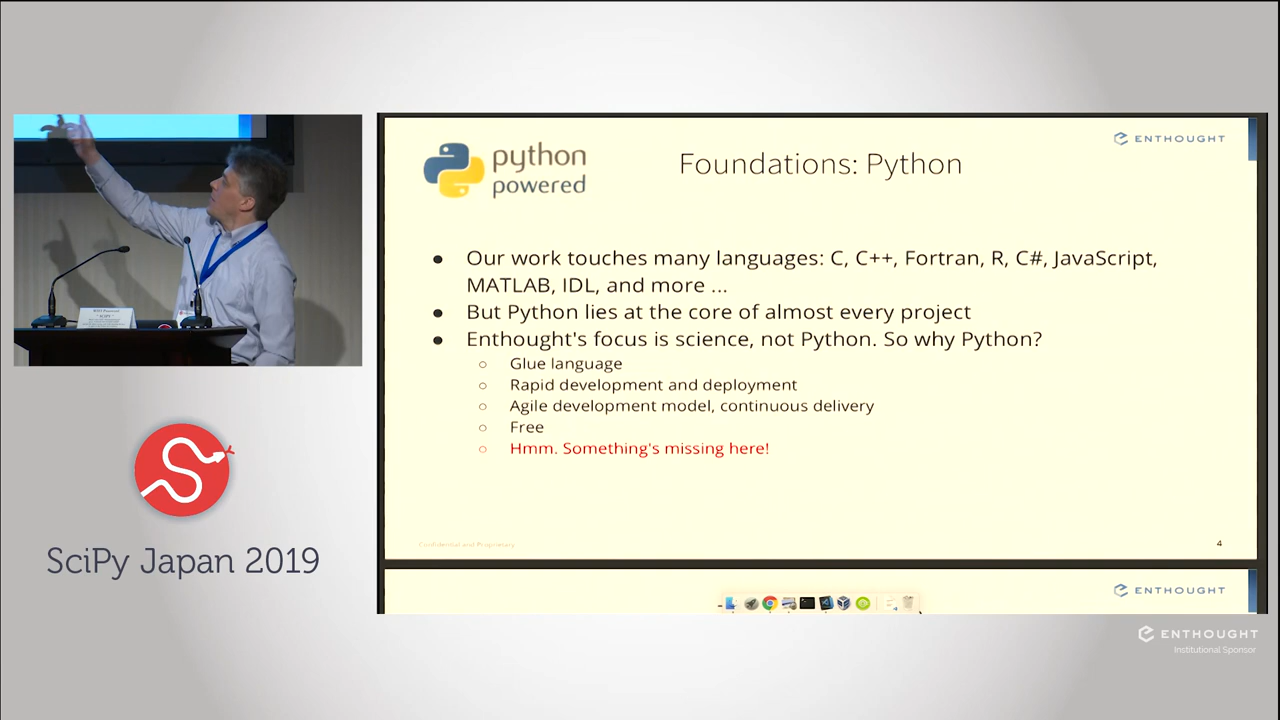 ENTHOUGHT
python
powered
Foundations: Python
● Our work touches many languages: C, C++, Fortran, R, C#, JavaScript,
MATLAB, IDL, and more ...
● But Python lies at the core of almost every project
● Enthought's focus is science, not Python. So why Python?
○ Glue language
○ Rapid development and deployment
○ Agile development model, continuous delivery
○ Free
○ Hmm. Something's missing here!
Confidential and Proprietary
4
ENTHOUGHT
SciPy Japan 2019
ENTHOUGHT
Institutional Sponsor